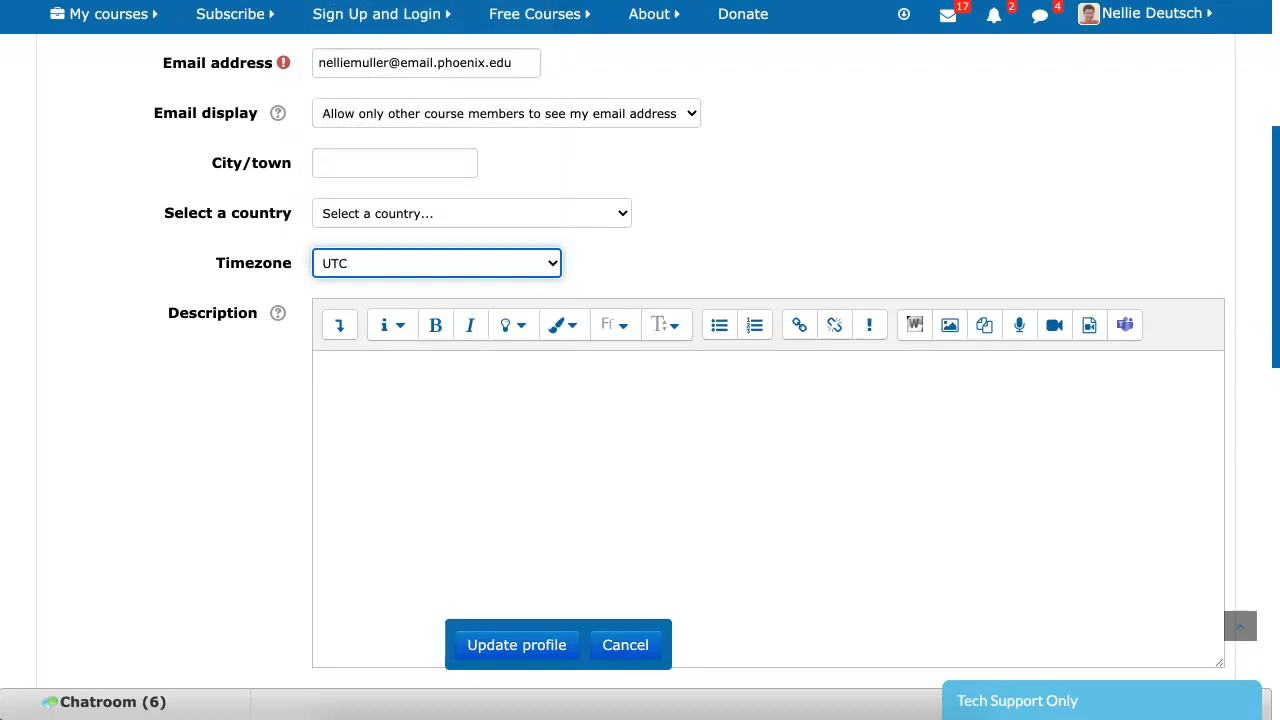 My courses Subscribe Sign Up and Login Free Courses About Donate 17 2 4 Nellie Deutsch
Email address nelliemuller@email.phoenix.edu
Email display Allow only other course members to see my email address
City/town
Select a country Select a country...
Timezone UTC
Description
Update profile Cancel
Chatroom (6)
Tech Support Only